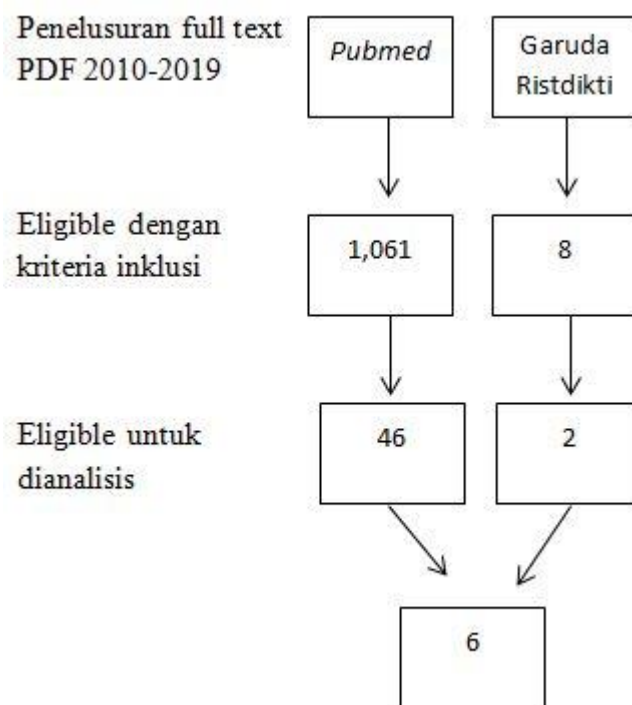 Penelusuran full text
PDF 2010-2019
Pubmed
Garuda
Ristdikti
Eligible dengan
kriteria inklusi
1,061
8
Eligible untuk
dianalisis
46
2
6